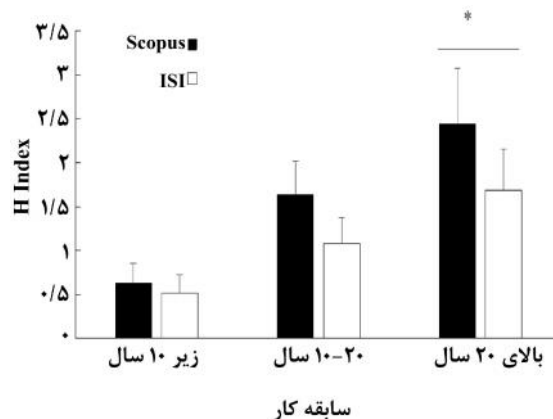 ۳/۵
۳
۲/۵
۲
۱/۵
۱
۰/۵
۰
H Index
Scopus
ISI
*
زیر ۱۰ سال
۱۰-۲۰ سال
بالای ۲۰ سال
سابقه کار